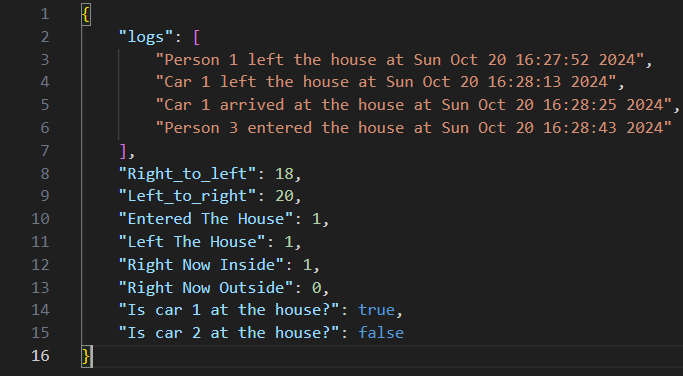 1 {
2 "logs": [
3 "Person 1 left the house at Sun Oct 20 16:27:52 2024",
4 "Car 1 left the house at Sun Oct 20 16:28:13 2024",
5 "Car 1 arrived at the house at Sun Oct 20 16:28:25 2024",
6 "Person 3 entered the house at Sun Oct 20 16:28:43 2024"
7 ],
8 "Right_to_left": 18,
9 "Left_to_right": 20,
10 "Entered The House": 1,
11 "Left The House": 1,
12 "Right Now Inside": 1,
13 "Right Now Outside": 0,
14 "Is car 1 at the house?": true,
15 "Is car 2 at the house?": false
16 }